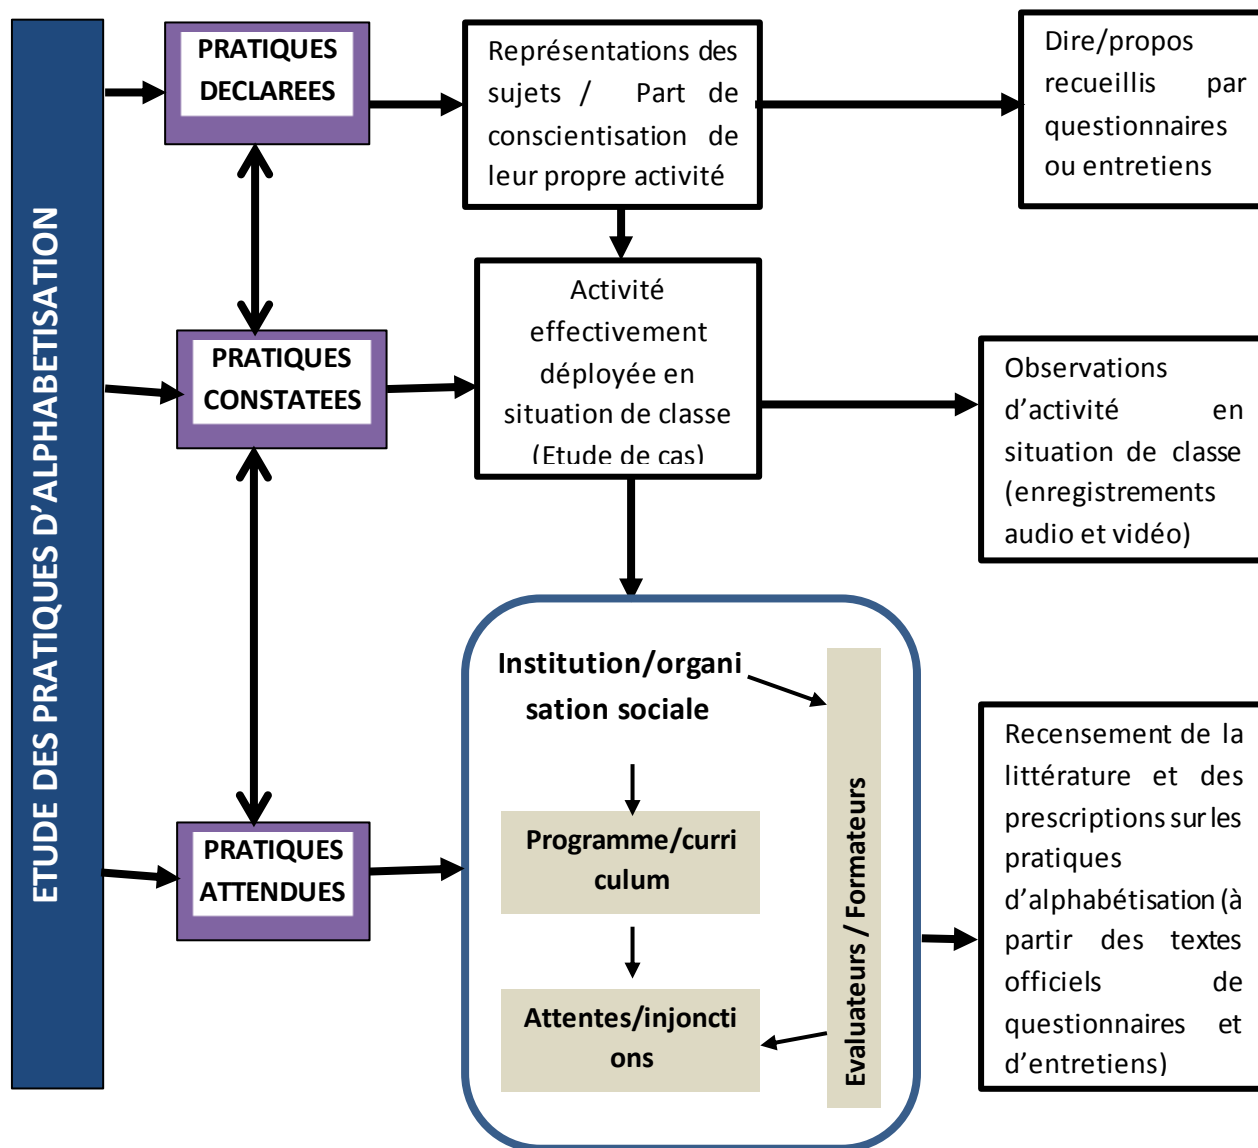 ETUDE DES PRATIQUES D'ALPHABETISATION
PRATIQUES
DECLAREES
Représentations des
sujets / Part de
conscientisation de
leur propre activité
Dire/propos
recueillis par
questionnaires
ou entretiens
PRATIQUES
CONSTATEES
Activité
effectivement
déployée en
situation de classe
(Etude de cas)
Observations
d'activité en
situation de classe
(enregistrements
audio et vidéo)
PRATIQUES
ATTENDUES
Institution/organi
sation sociale
Programme/curri
culum
Attentes/injoncti
ons
Evaluateurs / Formateurs
Recensement de la
littérature et des
prescriptions sur les
pratiques
d'alphabétisation (à
partir des textes
officiels de
questionnaires et
d'entretiens)